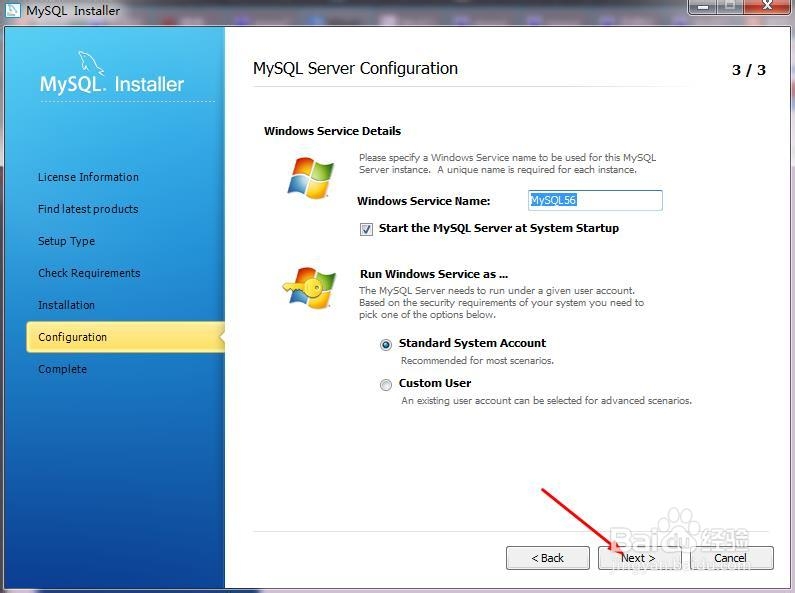 MySQL Installer
MySQL. Installer
License Information
Find latest products
Setup Type
Check Requirements
Installation
Configuration
Complete
MySQL Server Configuration
3 / 3
Windows Service Details
Please specify a Windows Service name to be used for this MySQL
Server instance. A unique name is required for each instance.
Windows Service Name:
MySQL56
Start the MySQL Server at System Startup
Run Windows Service as ...
The MySQL Server needs to run under a given user account.
Based on the security requirements of your system you need to
pick one of the options below.
Standard System Account
Recommended for most scenarios.
Custom User
An existing user account can be selected for advanced scenarios.
< Back
Next >
Cancel
Baidu经验
jingyan.baidu.com